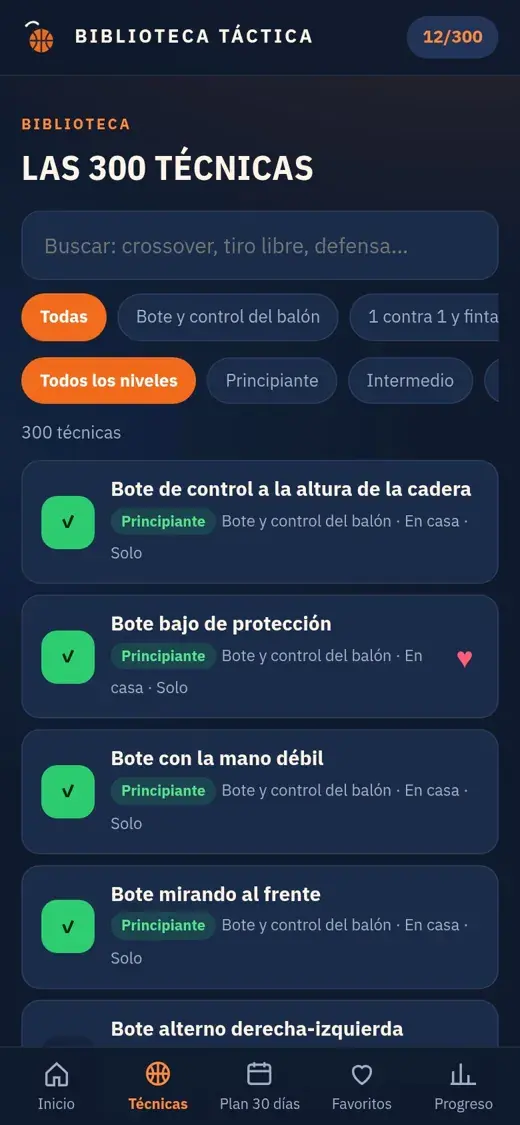 BIBLIOTECA TÁCTICA
12/300
BIBLIOTECA
LAS 300 TÉCNICAS
Buscar: crossover, tiro libre, defensa...
Todas
Bote y control del balón
1 contra 1 y finta
Todos los niveles
Principiante
Intermedio
300 técnicas
Bote de control a la altura de la cadera
Principiante Bote y control del balón · En casa ·
Solo
Bote bajo de protección
Principiante Bote y control del balón · En
casa · Solo
Bote con la mano débil
Principiante Bote y control del balón · En casa ·
Solo
Bote mirando al frente
Principiante Bote y control del balón · En casa ·
Solo
Bote alterno derecha-izquierda
Inicio
Técnicas
Plan 30 días
Favoritos
Progreso